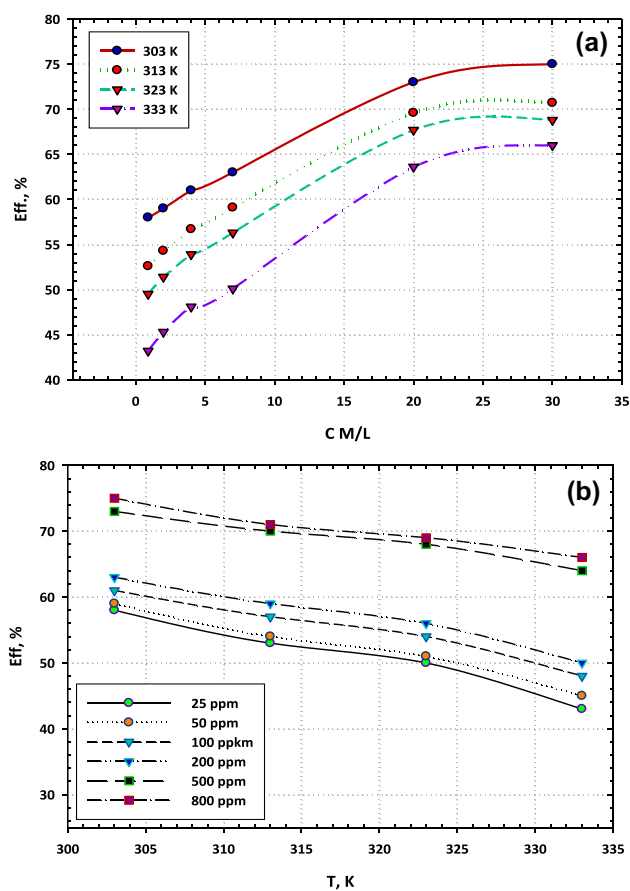 (a)
303 K
313 K
323 K
333 K
80
75
70
65
60
55
50
45
40
Eff., %
0 5 10 15 20 25 30 35
C M/L
(b)
80
70
60
50
40
30
Eff, %
25 ppm
50 ppm
100 ppkm
200 ppm
500 ppm
800 ppm
300 305 310 315 320 325 330 335
T, K